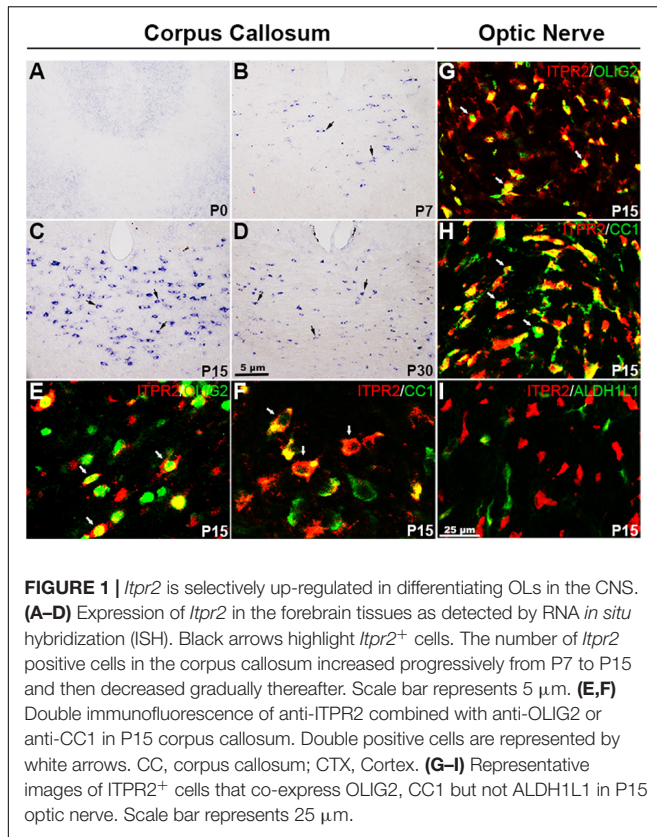 Corpus Callosum
Optic Nerve
A
P0
B
P7
G
ITPR2/OLIG2
P15
C
P15
D
5 μm
P30
H
ITPR2/CC1
P15
E
ITPR2/OLIG2
P15
F
ITPR2/CC1
P15
I
ITPR2/ALDH1L1
25 μm
P15
FIGURE 1 | Itpr2 is selectively up-regulated in differentiating OLs in the CNS.
(A–D) Expression of Itpr2 in the forebrain tissues as detected by RNA in situ
hybridization (ISH). Black arrows highlight Itpr2+ cells. The number of Itpr2
positive cells in the corpus callosum increased progressively from P7 to P15
and then decreased gradually thereafter. Scale bar represents 5 μm. (E,F)
Double immunofluorescence of anti-ITPR2 combined with anti-OLIG2 or
anti-CC1 in P15 corpus callosum. Double positive cells are represented by
white arrows. CC, corpus callosum; CTX, Cortex. (G–I) Representative
images of ITPR2+ cells that co-express OLIG2, CC1 but not ALDH1L1 in P15
optic nerve. Scale bar represents 25 μm.